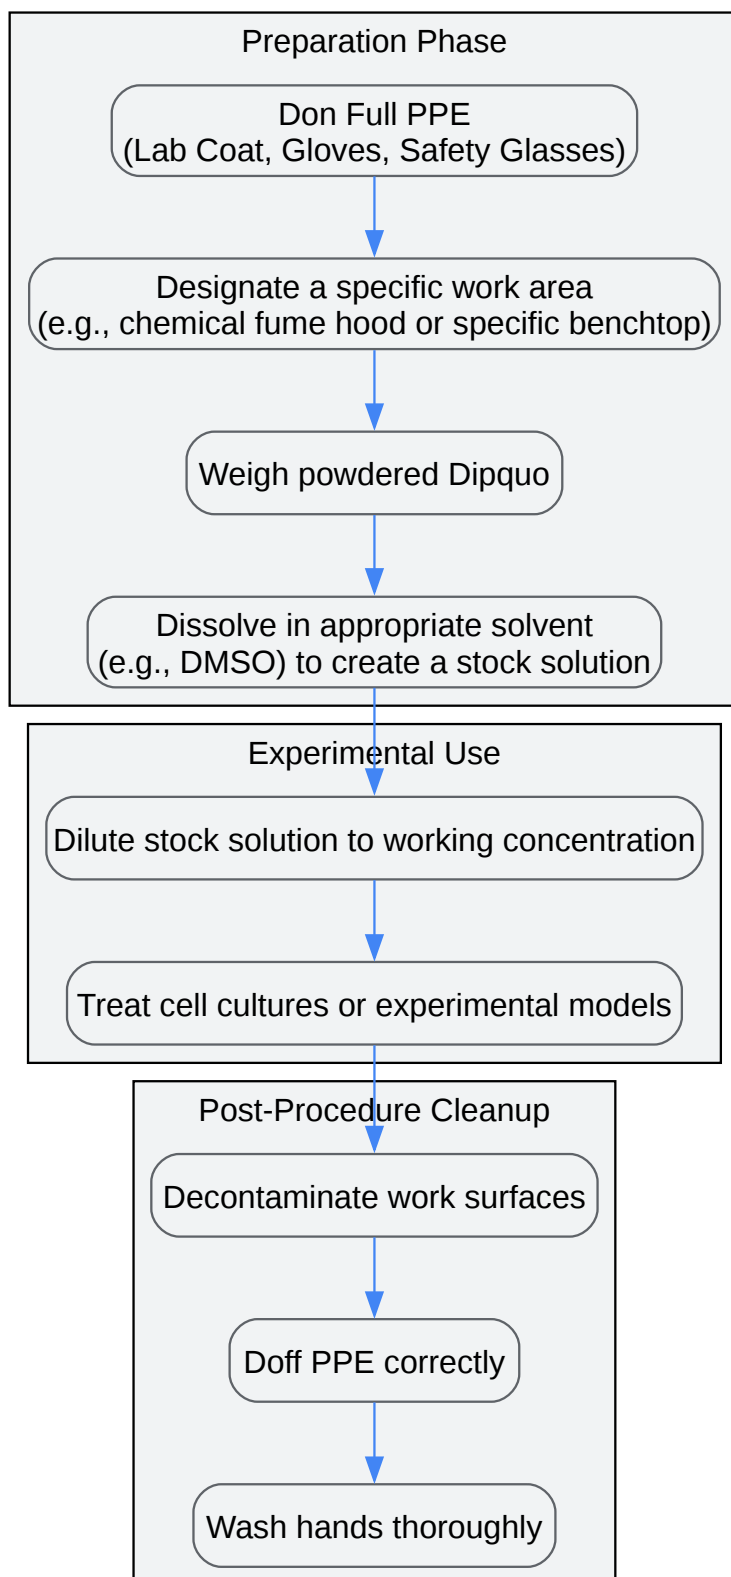 Preparation Phase
Don Full PPE
(Lab Coat, Gloves, Safety Glasses)
Designate a specific work area
(e.g., chemical fume hood or specific benchtop)
Weigh powdered Dipquo
Dissolve in appropriate solvent
(e.g., DMSO) to create a stock solution
Experimental Use
Dilute stock solution to working concentration
Treat cell cultures or experimental models
Post-Procedure Cleanup
Decontaminate work surfaces
Doff PPE correctly
Wash hands thoroughly